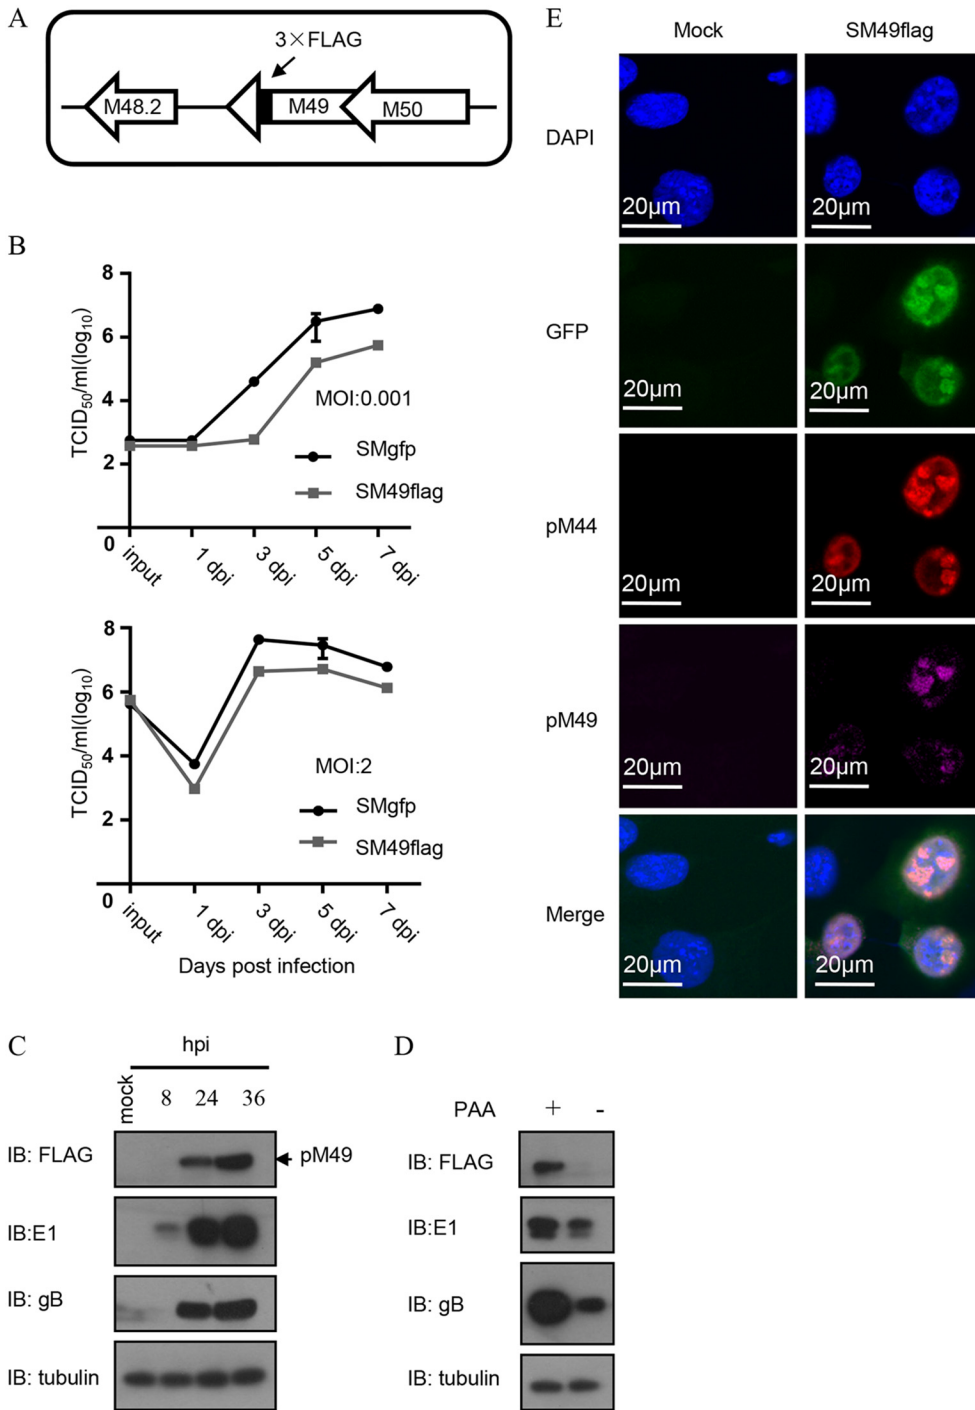 A
3×FLAG
M48.2
M49
M50
B
8
6
4
2
0
TCID50/ml(log10)
MOI:0.001
SMgfp
SM49flag
input
1 dpi
3 dpi
5 dpi
7 dpi
8
6
4
2
0
TCID50/ml(log10)
MOI:2
SMgfp
SM49flag
input
1 dpi
3 dpi
5 dpi
7 dpi
Days post infection
C
hpi
mock
8 24 36
IB: FLAG
pM49
IB:E1
IB: gB
IB: tubulin
D
PAA + -
IB: FLAG
IB:E1
IB: gB
IB: tubulin
E
Mock SM49flag
DAPI
20µm 20µm
GFP
20µm 20µm
pM44
20µm 20µm
pM49
20µm 20µm
Merge
20µm 20µm